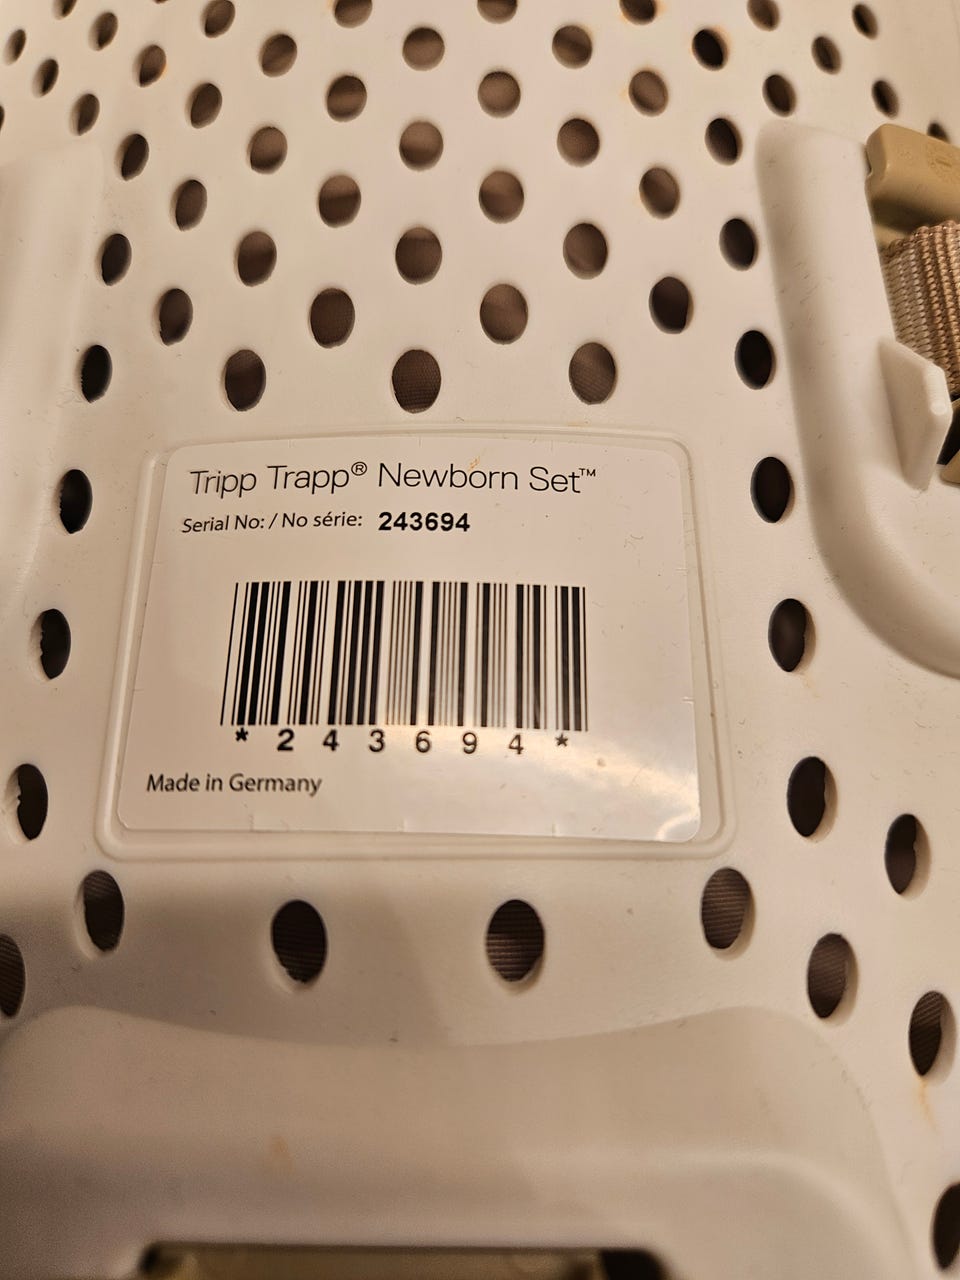 Tripp Trapp® Newborn Set™
Serial No: / No série: 243694
* 2 4 3 6 9 4 *
Made in Germany